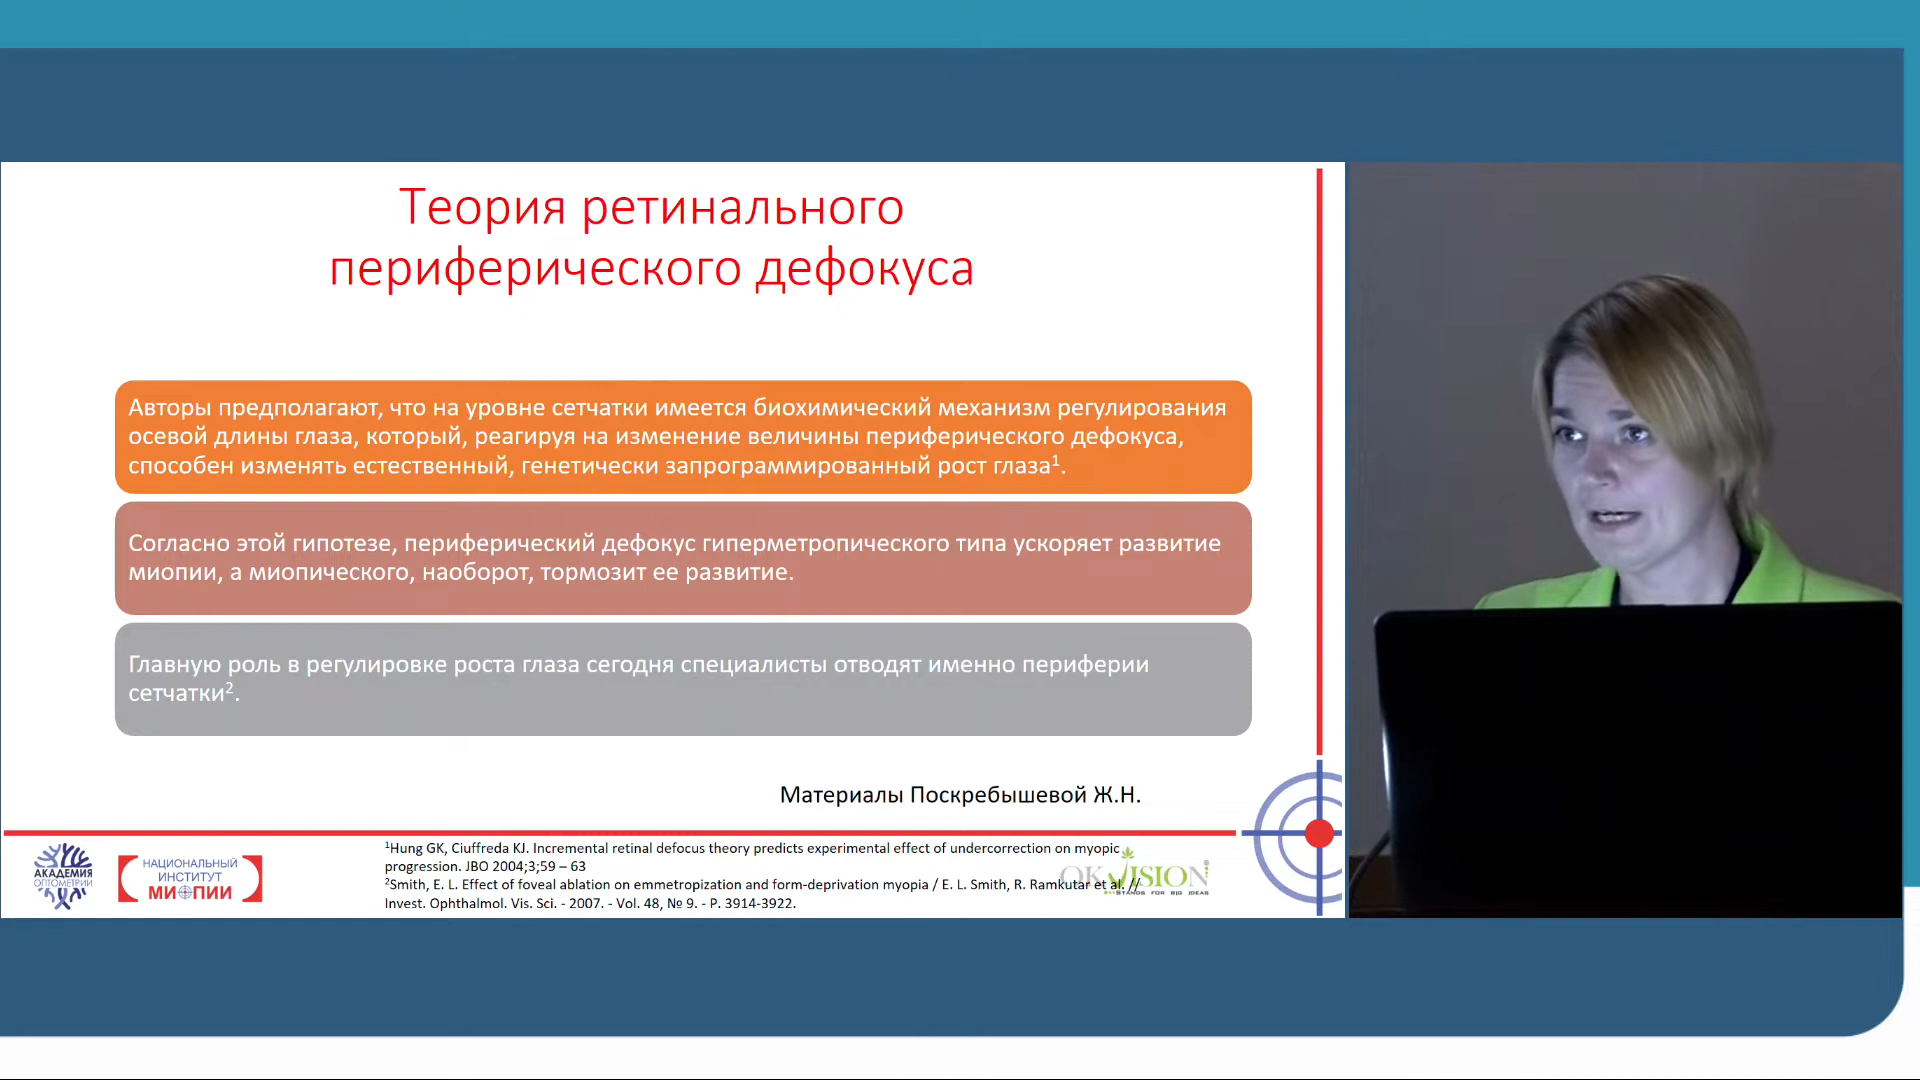 Теория ретинального
периферического дефокуса
Авторы предполагают, что на уровне сетчатки имеется биохимический механизм регулирования
осевой длины глаза, который, реагируя на изменение величины периферического дефокуса,
способен изменять естественный, генетически запрограммированный рост глаза¹.
Согласно этой гипотезе, периферический дефокус гиперметропического типа ускоряет развитие
миопии, а миопического, наоборот, тормозит ее развитие.
Главную роль в регулировке роста глаза сегодня специалисты отводят именно периферии
сетчатки².
Материалы Поскребышевой Ж.Н.
АКАДЕМИЯ
ОПТОМЕТРИИ
НАЦИОНАЛЬНЫЙ
ИНСТИТУТ
МИОПИИ
¹Hung GK, Ciuffreda KJ. Incremental retinal defocus theory predicts experimental effect of undercorrection on myopic
progression. JBO 2004;3;59 – 63
²Smith, E. L. Effect of foveal ablation on emmetropization and form-deprivation myopia / E. L. Smith, R. Ramkutar et al. //
Invest. Ophthalmol. Vis. Sci. - 2007. - Vol. 48, № 9. - P. 3914-3922.
OKVISION
STANDS FOR BIG IDEAS